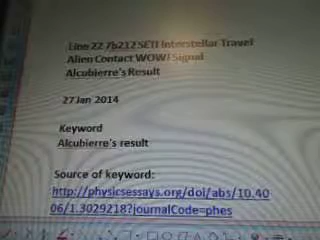 Line 22 7b212 SETI Interstellar Travel
Alien Contact WOW! Signal
Alcubierre's Result
27 Jan 2014
Keyword
Alcubierre's result
Source of keyword:
http://physicsessays.org/doi/abs/10.40
06/1.3029218?journalCode=phes